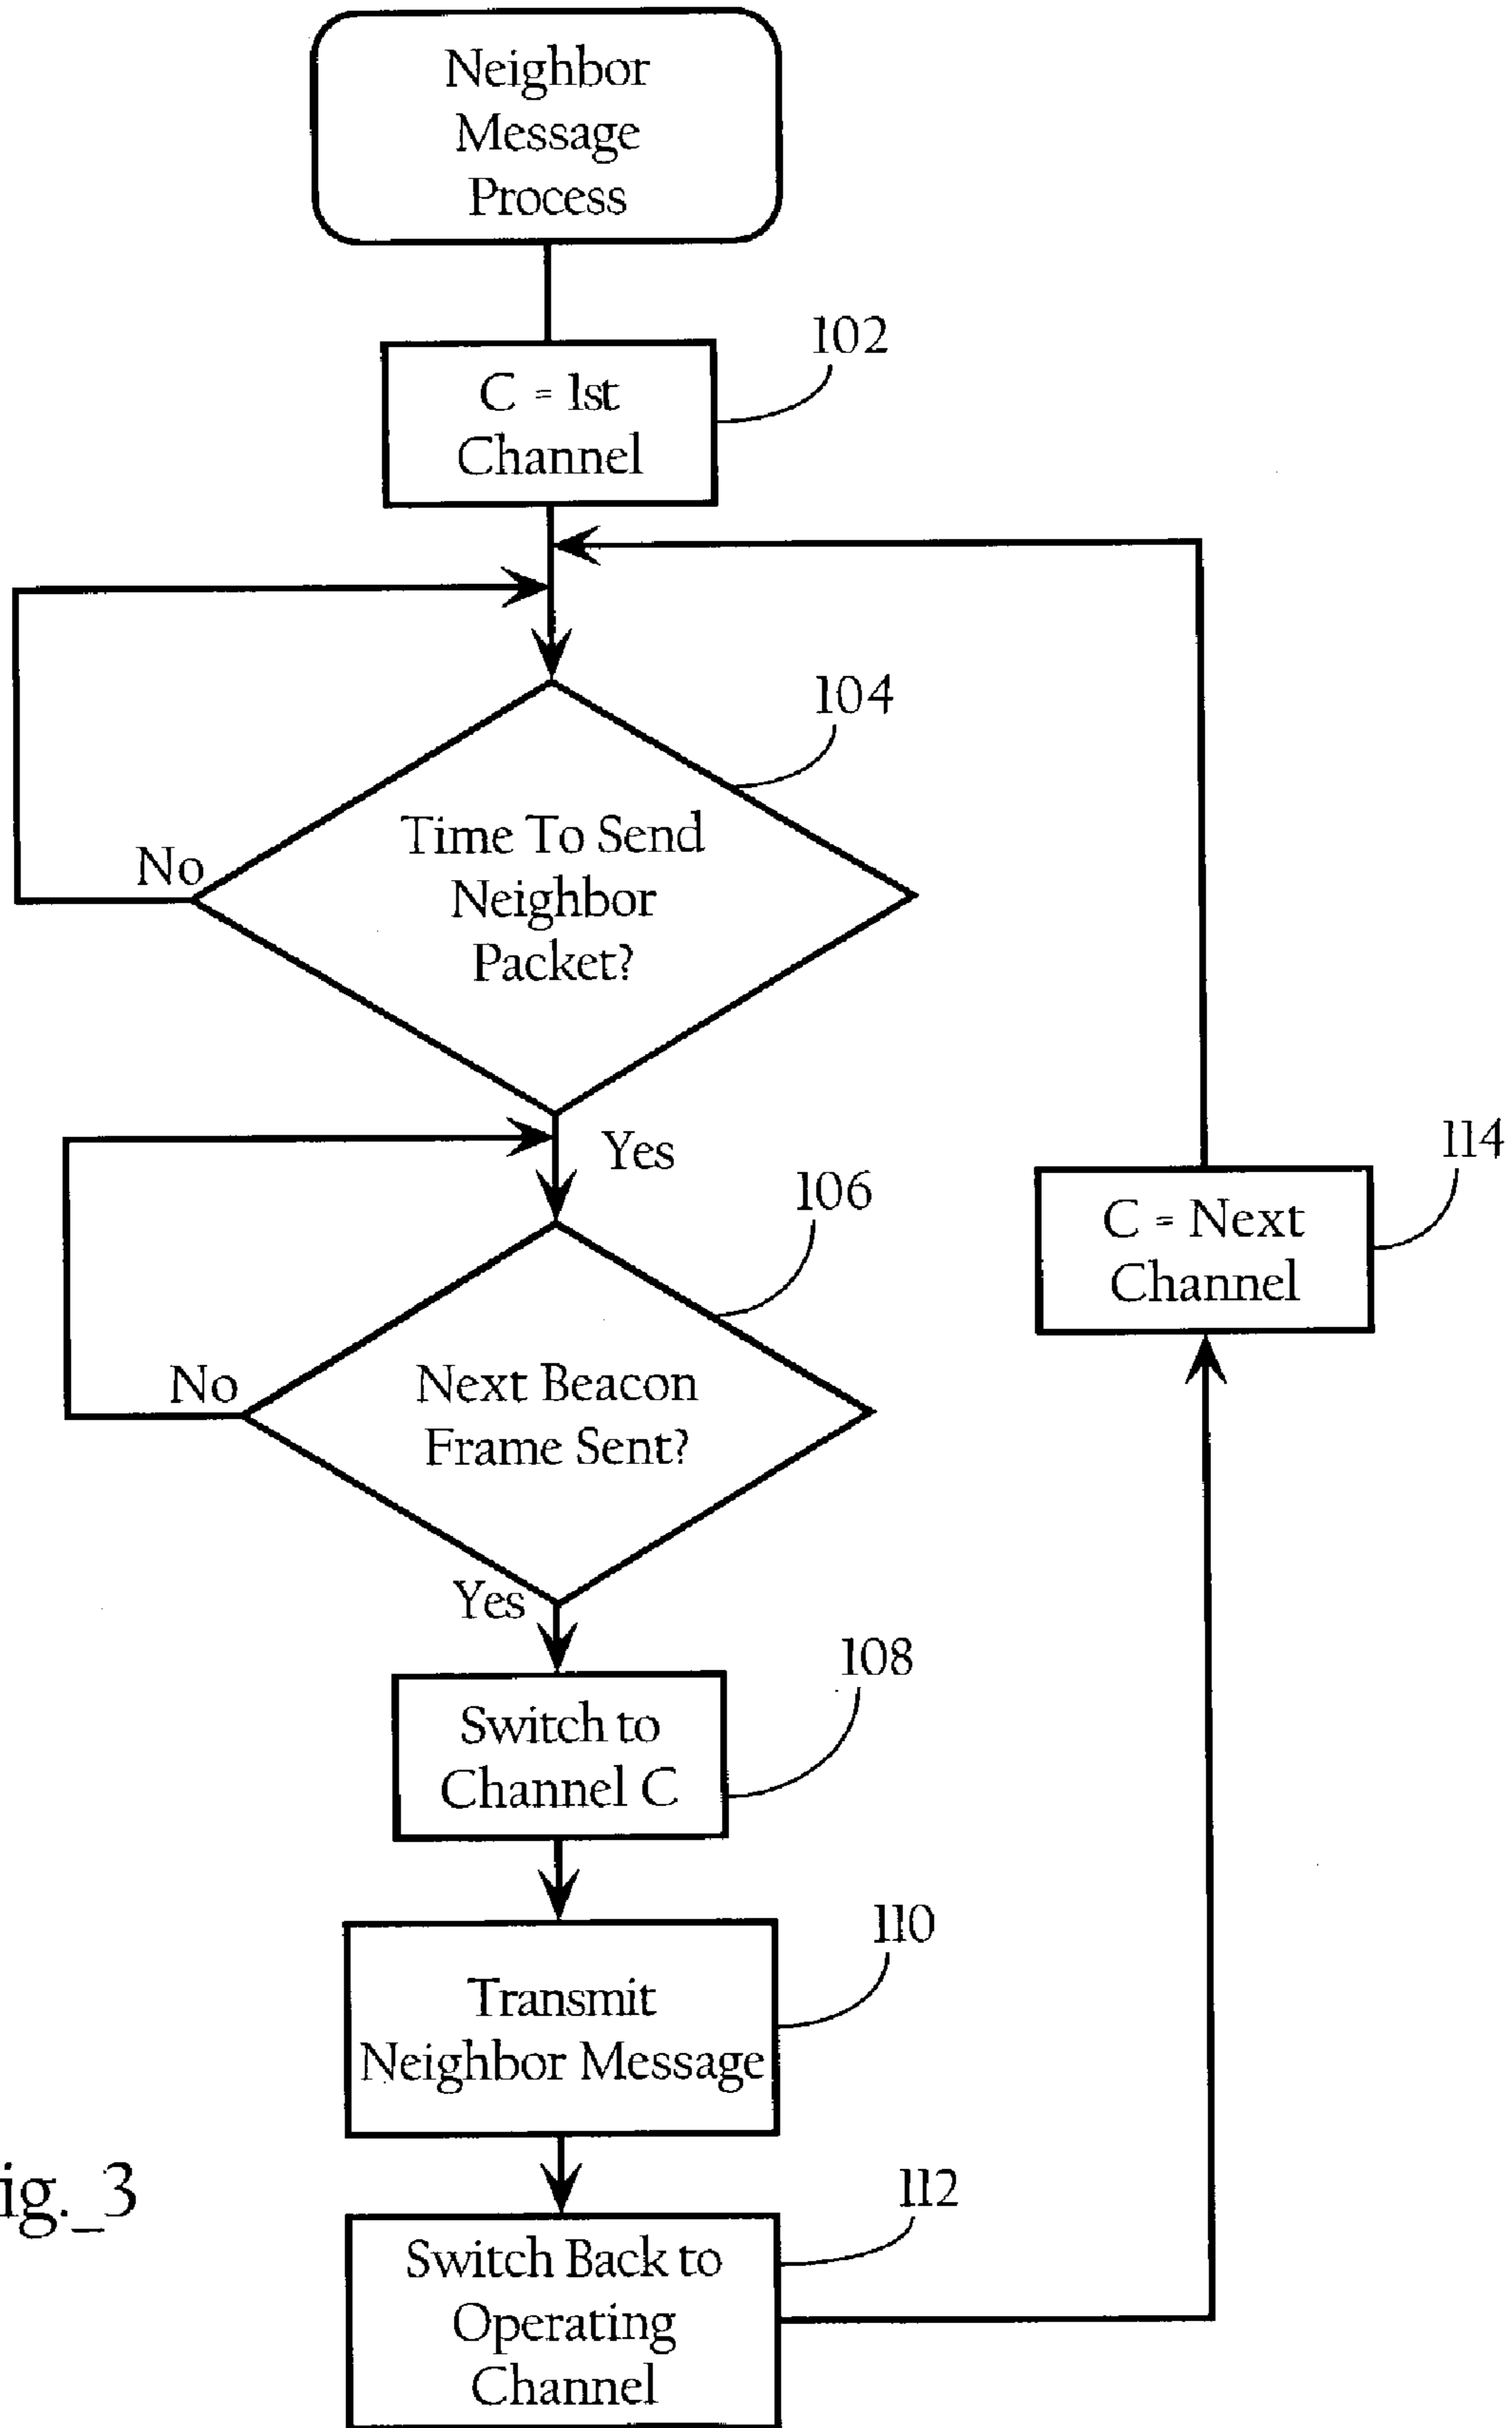 Neighbor
Message
Process
102
C = 1st
Channel
104
Time To Send
Neighbor
Packet?
No
Yes
114
106
C = Next
Channel
Next Beacon
Frame Sent?
No
Yes
108
Switch to
Channel C
110
Transmit
Neighbor Message
ig._3
112
Switch Back to
Operating
Channel